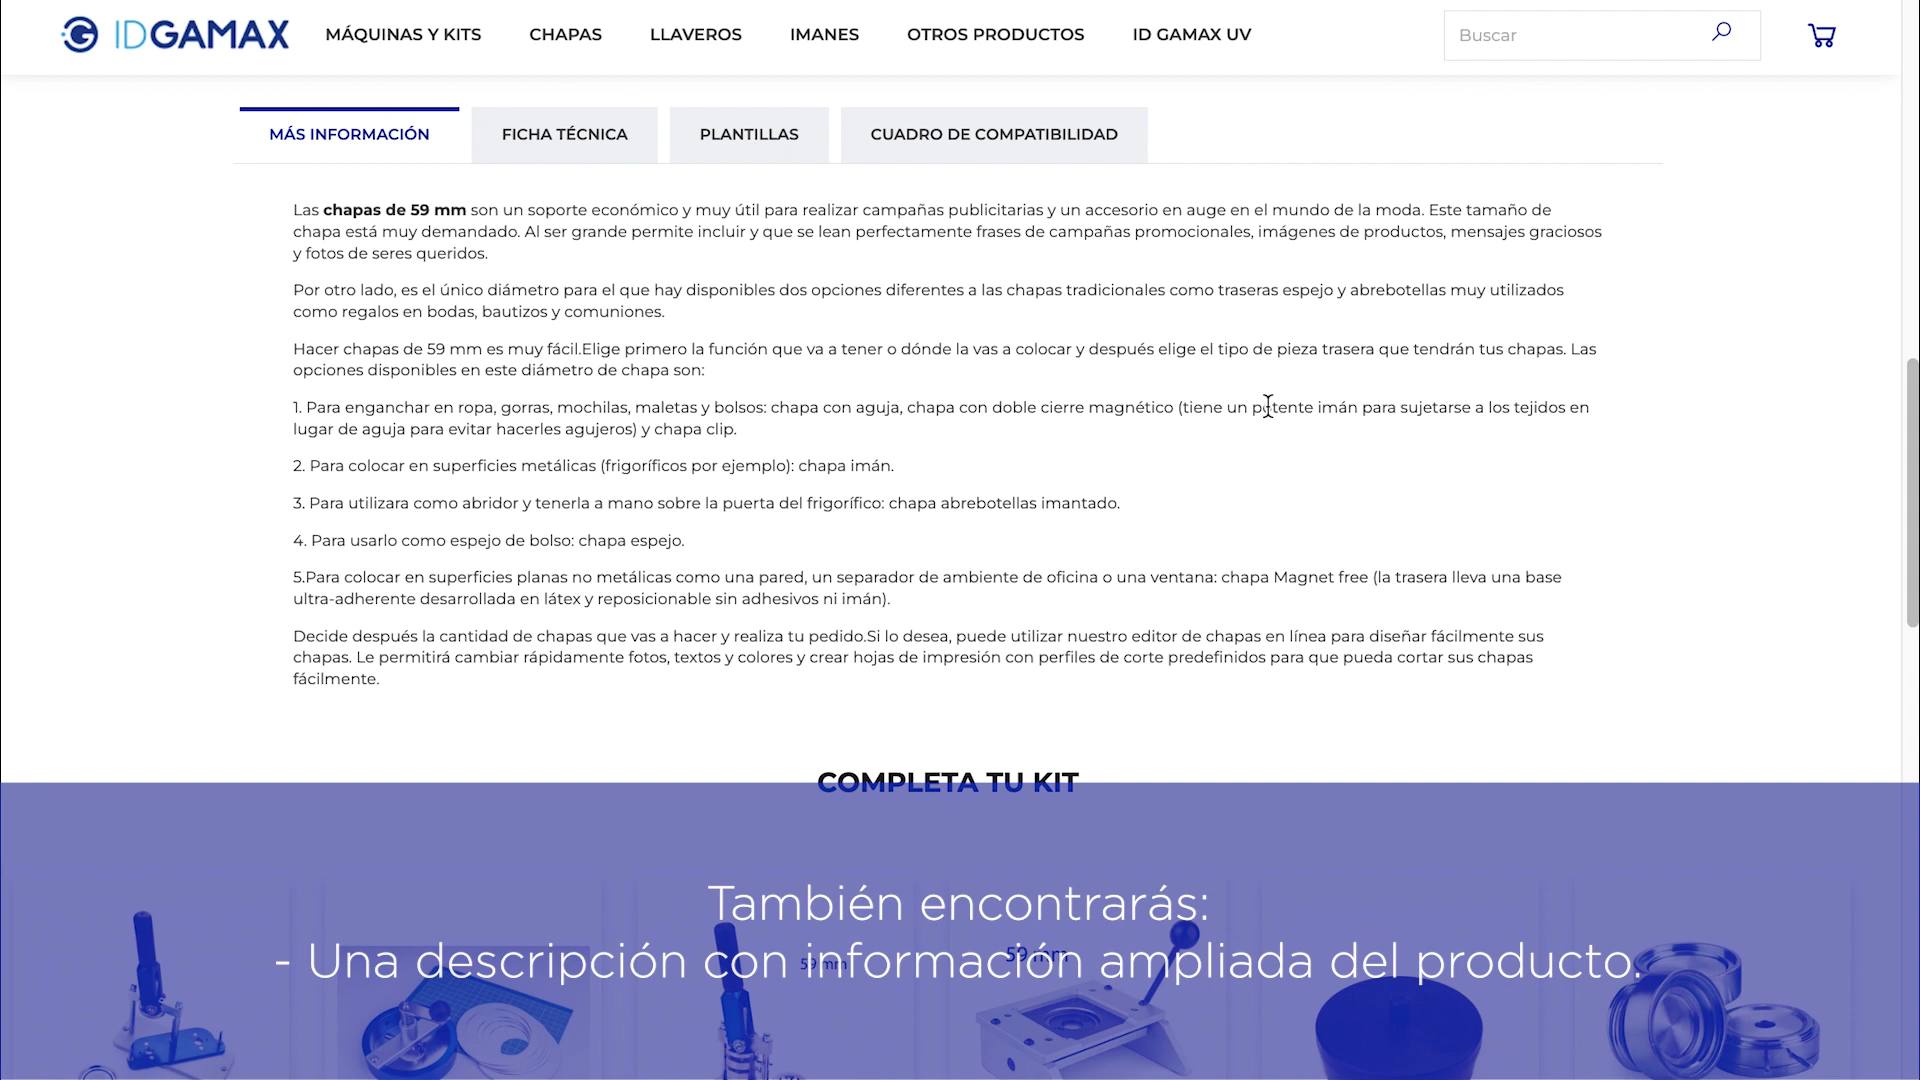 IDGAMAX MÁQUINAS Y KITS CHAPAS LLAVEROS IMANES OTROS PRODUCTOS ID GAMAX UV Buscar
MÁS INFORMACIÓN FICHA TÉCNICA PLANTILLAS CUADRO DE COMPATIBILIDAD
Las chapas de 59 mm son un soporte económico y muy útil para realizar campañas publicitarias y un accesorio en auge en el mundo de la moda. Este tamaño de
chapa está muy demandado. Al ser grande permite incluir y que se lean perfectamente frases de campañas promocionales, imágenes de productos, mensajes graciosos
y fotos de seres queridos.
Por otro lado, es el único diámetro para el que hay disponibles dos opciones diferentes a las chapas tradicionales como traseras espejo y abrebotellas muy utilizados
como regalos en bodas, bautizos y comuniones.
Hacer chapas de 59 mm es muy fácil.Elige primero la función que va a tener o dónde la vas a colocar y después elige el tipo de pieza trasera que tendrán tus chapas. Las
opciones disponibles en este diámetro de chapa son:
1. Para enganchar en ropa, gorras, mochilas, maletas y bolsos: chapa con aguja, chapa con doble cierre magnético (tiene un potente imán para sujetarse a los tejidos en
lugar de aguja para evitar hacerles agujeros) y chapa clip.
2. Para colocar en superficies metálicas (frigoríficos por ejemplo): chapa imán.
3. Para utilizara como abridor y tenerla a mano sobre la puerta del frigorífico: chapa abrebotellas imantado.
4. Para usarlo como espejo de bolso: chapa espejo.
5.Para colocar en superficies planas no metálicas como una pared, un separador de ambiente de oficina o una ventana: chapa Magnet free (la trasera lleva una base
ultra-adherente desarrollada en látex y reposicionable sin adhesivos ni imán).
Decide después la cantidad de chapas que vas a hacer y realiza tu pedido.Si lo desea, puede utilizar nuestro editor de chapas en línea para diseñar fácilmente sus
chapas. Le permitirá cambiar rápidamente fotos, textos y colores y crear hojas de impresión con perfiles de corte predefinidos para que pueda cortar sus chapas
fácilmente.
COMPLETA TU KIT
También encontrarás:
- Una descripción con información ampliada del producto.
59 mm 59 mm